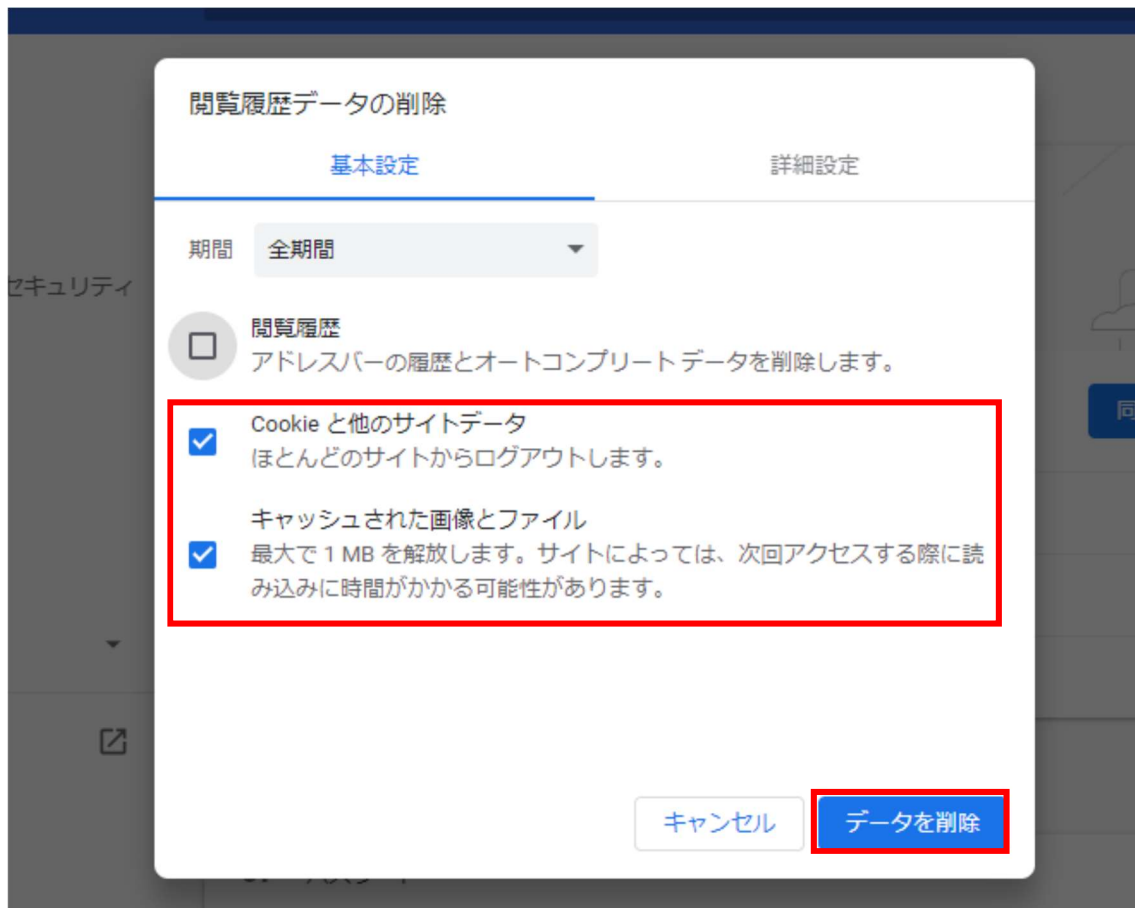 閲覧履歴データの削除
基本設定
詳細設定
期間
全期間
セキュリティ
閲覧履歴
アドレスバーの履歴とオートコンプリート データを削除します。
Cookie と他のサイトデータ
ほとんどのサイトからログアウトします。
同
キャッシュされた画像とファイル
最大で 1 MB を解放します。サイトによっては、次回アクセスする際に読
み込みに時間がかかる可能性があります。
キャンセル
データを削除